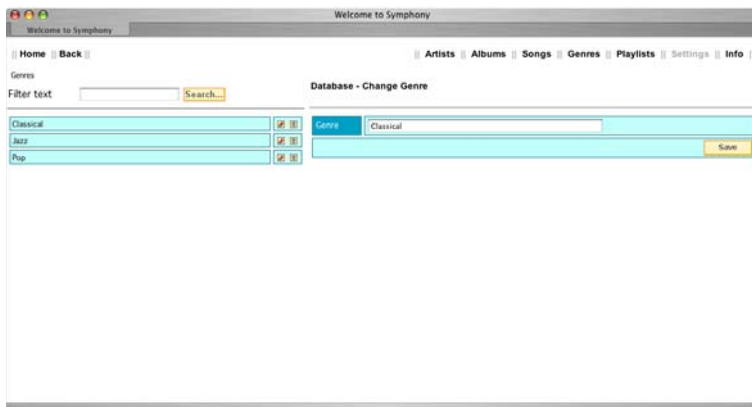 Welcome to Symphony
Welcome to Symphony
|| Home || Back ||
|| Artists || Albums || Songs || Genres || Playlists || Settings || Info |
Genres
Filter text Search...
Database - Change Genre
Classical
Jazz
Pop
Genre Classical
Save